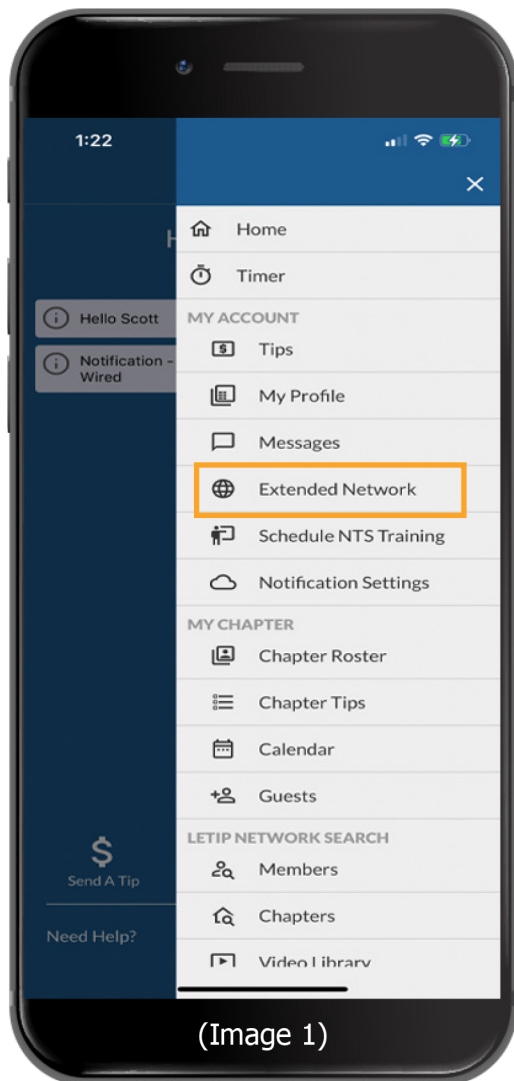 1:22
H
Home
Timer
Hello Scott
MY ACCOUNT
Tips
Notification -
Wired
My Profile
Messages
Extended Network
Schedule NTS Training
Notification Settings
MY CHAPTER
Chapter Roster
Chapter Tips
Calendar
Guests
LETIP NETWORK SEARCH
Members
$
Send A Tip
Chapters
Need Help?
Video Library
(Image 1)